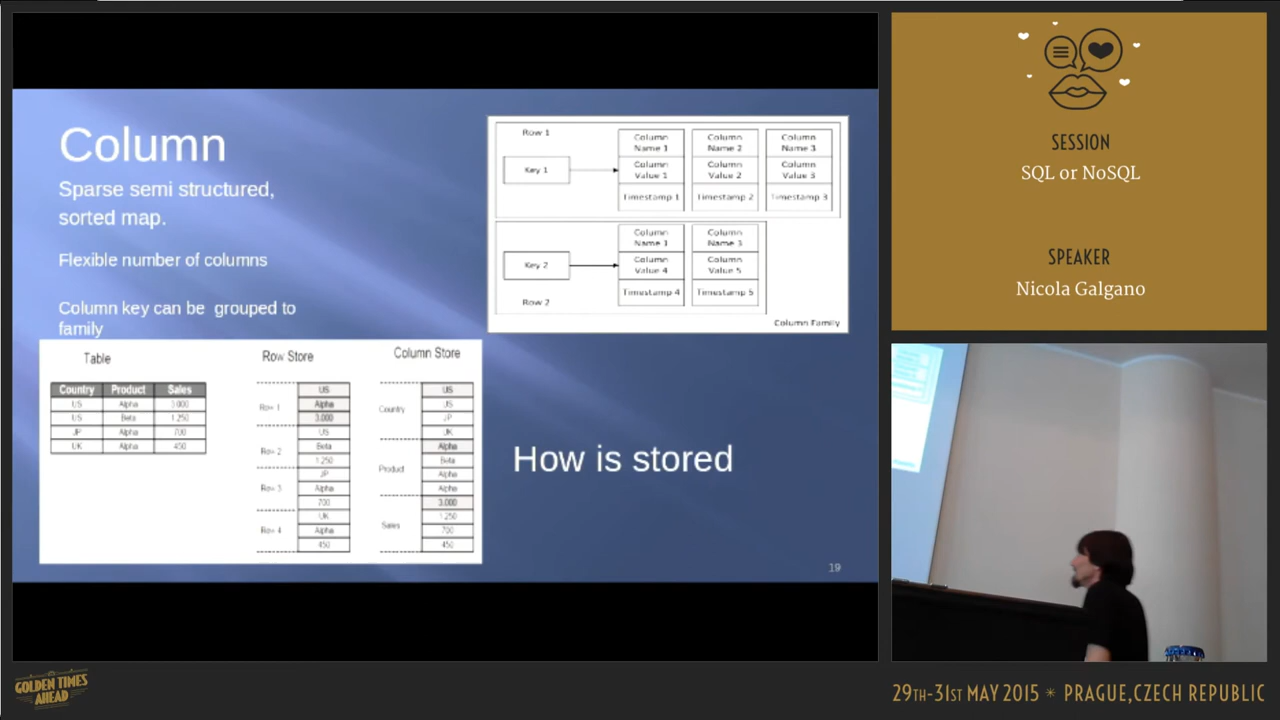 Column
Sparse semi structured,
sorted map.
Flexible number of columns
Column key can be grouped to
family
Row 1
Key 1
Column Name 1
Column Value 1
Timestamp 1
Column Name 2
Column Value 2
Timestamp 2
Column Name 3
Column Value 3
Timestamp 3
Key 2
Row 2
Column Name 1
Column Value 4
Timestamp 4
Column Name 3
Column Value 5
Timestamp 5
Column Family
Table
Country Product Sales
US Alpha 3.000
US Beta 1.250
JP Alpha 700
UK Alpha 450
Row Store
Row 1
US
Alpha
3.000
Row 2
US
Beta
1.250
Row 3
JP
Alpha
700
Row 4
UK
Alpha
450
Column Store
Country
US
US
JP
UK
Product
Alpha
Beta
Alpha
Alpha
Sales
3.000
1.250
700
450
How is stored
19
SESSION
SQL or NoSQL
SPEAKER
Nicola Galgano
GOLDEN TIMES
AHEAD
29TH-31ST MAY 2015 * PRAGUE, CZECH REPUBLIC